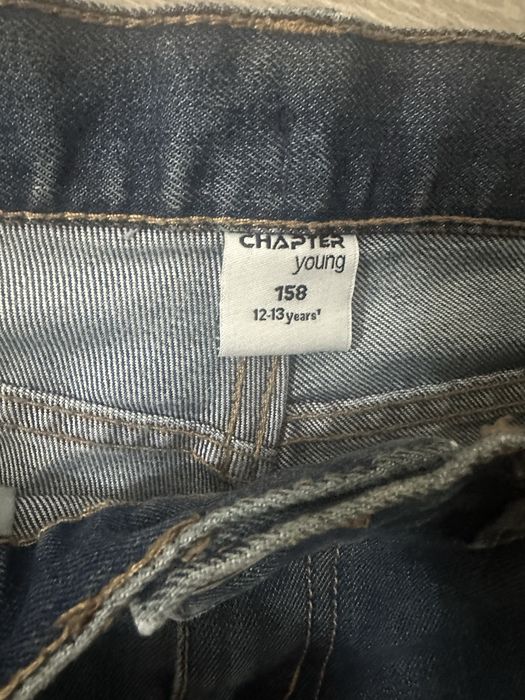 CHAPTER
young
158
12-13 years'